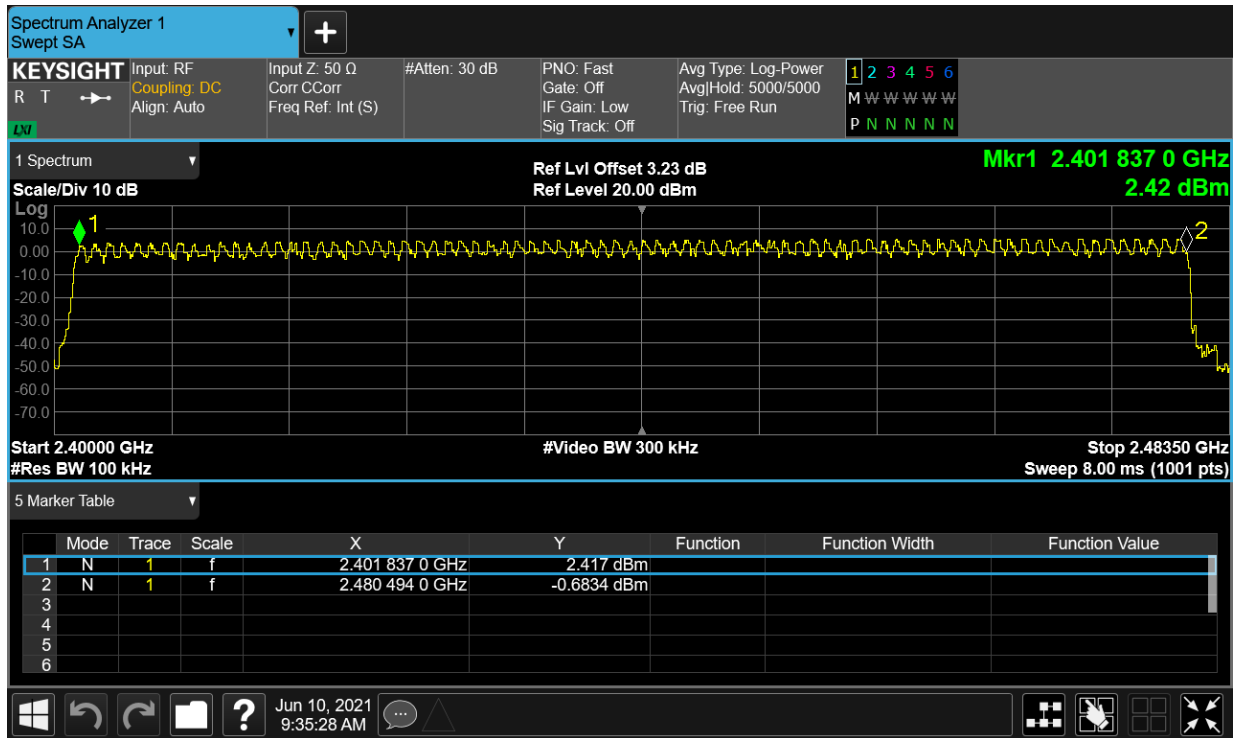 Spectrum Analyzer 1
Swept SA
KEYSIGHT
R T
LXI
Input: RF
Coupling: DC
Align: Auto
Input Z: 50 Ω
Corr CCorr
Freq Ref: Int (S)
#Atten: 30 dB
PNO: Fast
Gate: Off
IF Gain: Low
Sig Track: Off
Avg Type: Log-Power
Avg|Hold: 5000/5000
Trig: Free Run
1 2 3 4 5 6
M W W W W W W
P N N N N N N
1 Spectrum
Scale/Div 10 dB
Ref Lvl Offset 3.23 dB
Ref Level 20.00 dBm
Mkr1 2.401 837 0 GHz
2.42 dBm
Log
10.0
0.00
-10.0
-20.0
-30.0
-40.0
-50.0
-60.0
-70.0
1
2
Start 2.40000 GHz
#Res BW 100 kHz
#Video BW 300 kHz
Stop 2.48350 GHz
Sweep 8.00 ms (1001 pts)
5 Marker Table
Mode Trace Scale X Y Function Function Width Function Value
1 N 1 f 2.401 837 0 GHz 2.417 dBm
2 N 1 f 2.480 494 0 GHz -0.6834 dBm
3
4
5
6
?
Jun 10, 2021
9:35:28 AM